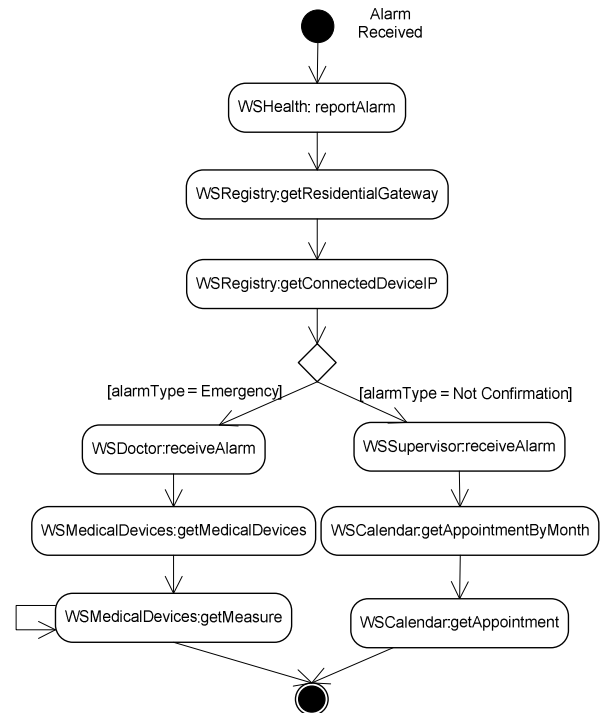 Alarm
Received
WSHealth: reportAlarm
WSRegistry:getResidentialGateway
WSRegistry:getConnectedDeviceIP
[alarmType = Emergency]
[alarmType = Not Confirmation]
WSDoctor:receiveAlarm
WSSupervisor:receiveAlarm
WSMedicalDevices:getMedicalDevices
WSCalendar:getAppointmentByMonth
WSMedicalDevices:getMeasure
WSCalendar:getAppointment